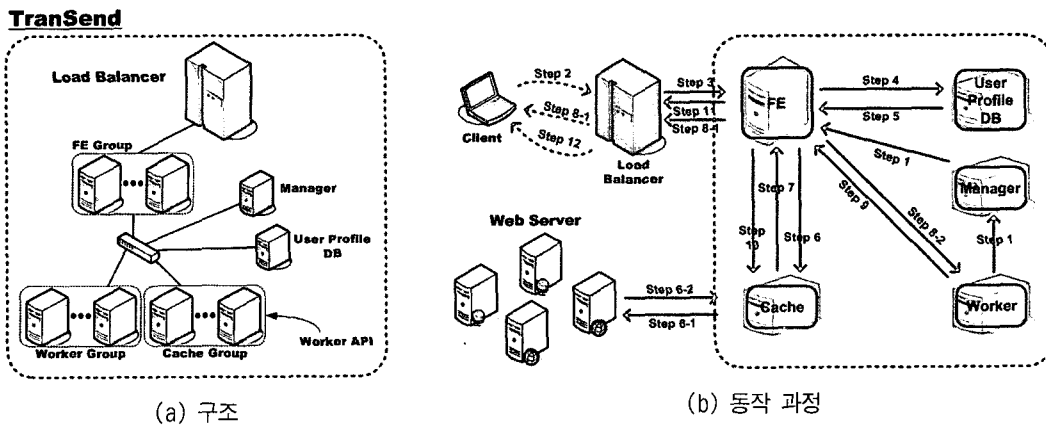 TranSend
Load Balancer
FE Group
Manager
User Profile
DB
Worker Group
Cache Group
Worker API
(a) 구조
Client
Step 2
Step 8-1
Step 12
Load
Balancer
Step 3
Step 11
Step 8-1
FE
Step 4
Step 5
User
Profile
DB
Step 1
Manager
Step 7
Step 9
Step 8-2
Step 1
Step
10
Step 6
Web Server
Step 6-2
Step 6-1
Cache
Worker
(b) 동작 과정